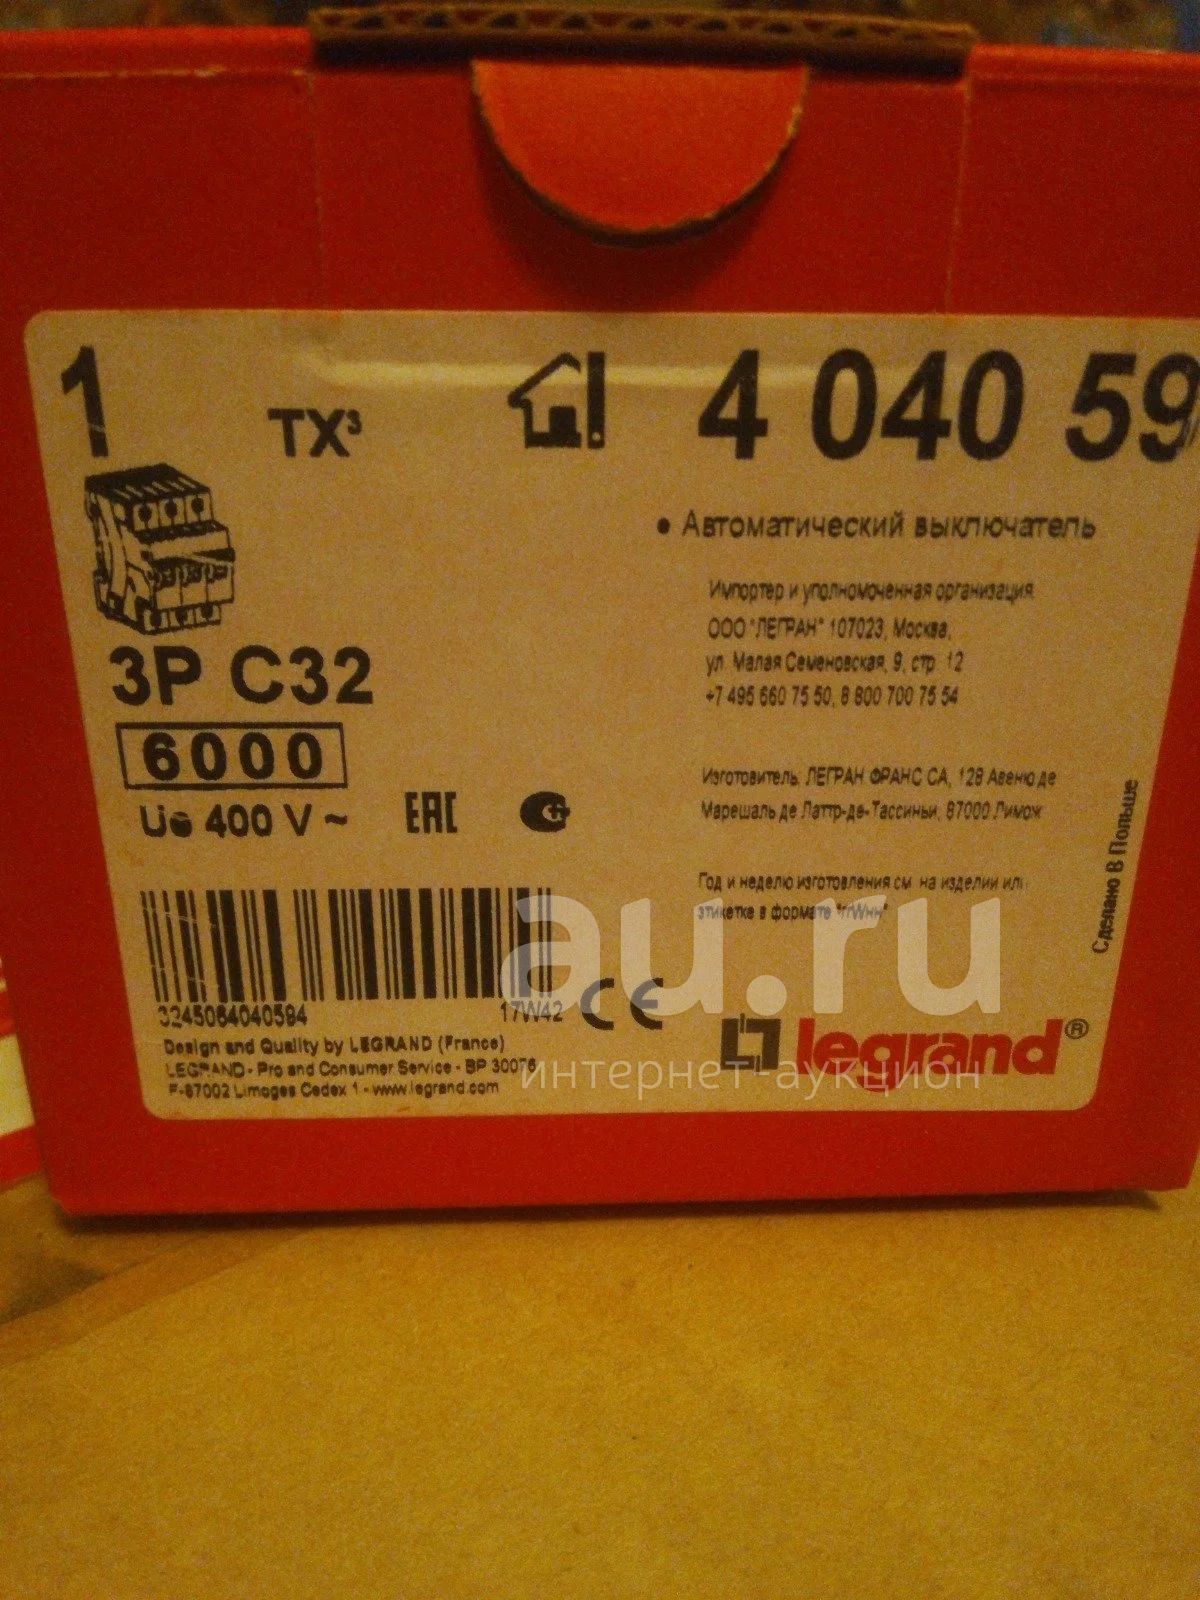 1
TX³
4 040 59
• Автоматический выключатель
3P C32
6000
Ue 400 V ~
EAC
Импортер и уполномоченная организация
ООО "ЛЕГРАН" 107023, Москва,
ул. Малая Семеновская, 9, стр. 12
+7 495 660 75 50, 8 800 700 75 54
Изготовитель: ЛЕГРАН ФРАНС СА, 128 Авеню де
Марешаль де Латтр-де-Тассиньи, 87000 Лимож
Год и неделю изготовления см. на изделии или
этикетке в формате "ггWнн"
Сделано В Польше
3245064040594
17W42
CE
Design and Quality by LEGRAND (France)
LEGRAND - Pro and Consumer Service - BP 30076
F-87002 Limoges Cedex 1 - www.legrand.com
legrand®
au.ru
интернет-аукцион